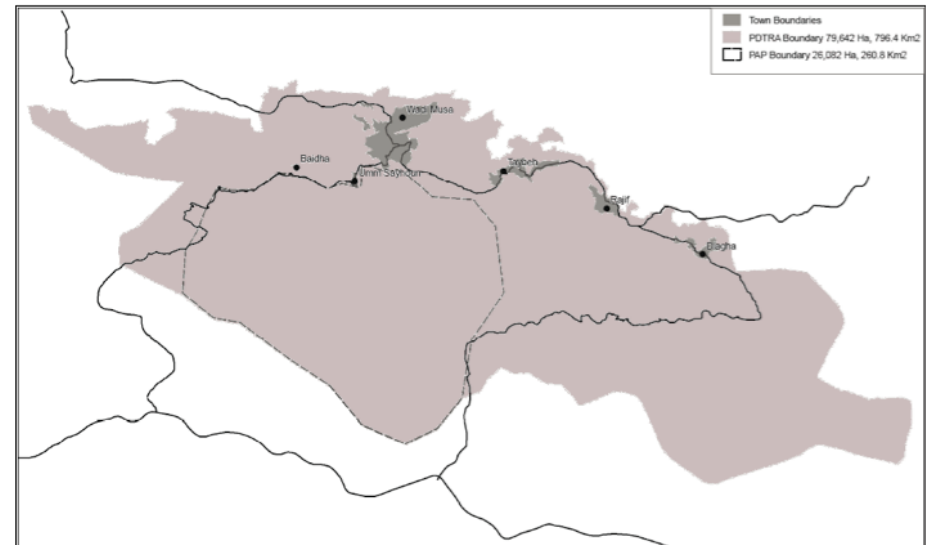 Town Boundaries
PDTRA Boundary 79,642 Ha, 796.4 Km2
PAP Boundary 26,082 Ha, 260.8 Km2
Wadi Musa
Baidha
Umm Sayhoun
Taybeh
Rajif
Dlagha